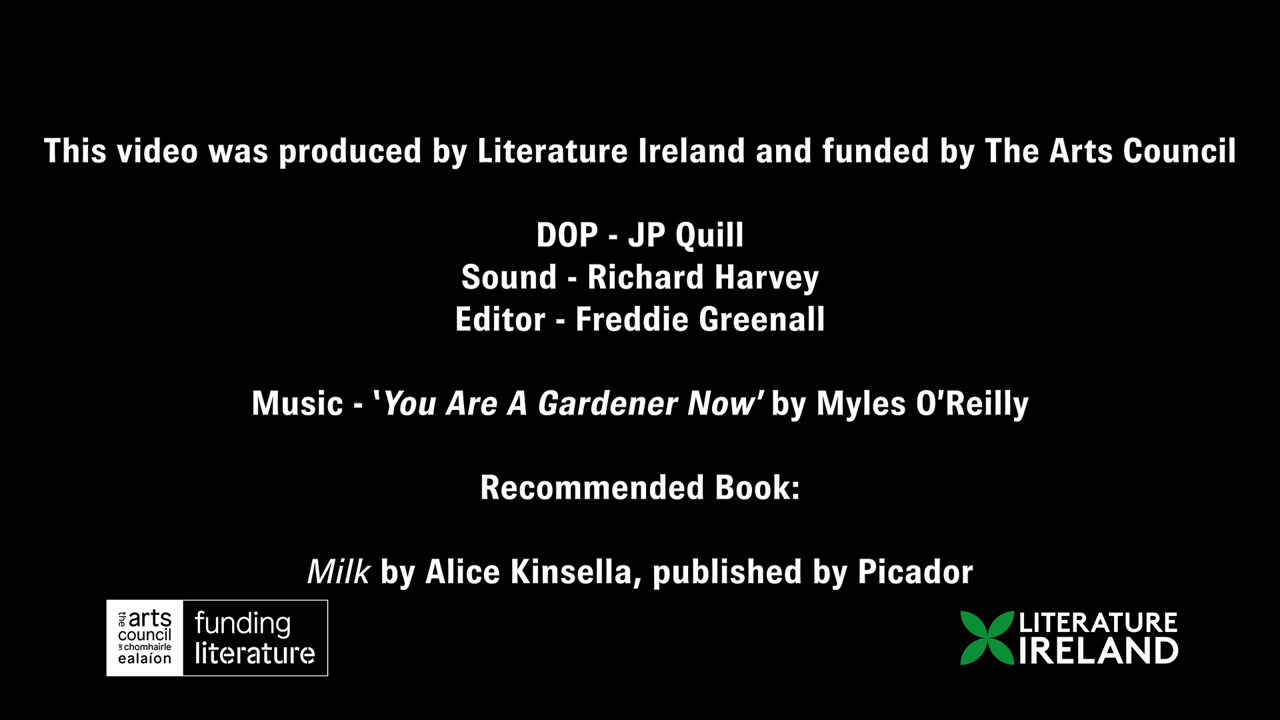 This video was produced by Literature Ireland and funded by The Arts Council
DOP - JP Quill
Sound - Richard Harvey
Editor - Freddie Greenall
Music - ‘You Are A Gardener Now’ by Myles O’Reilly
Recommended Book:
Milk by Alice Kinsella, published by Picador
the arts
council
chomhairle
ealaíon
funding
literature
LITERATURE
IRELAND